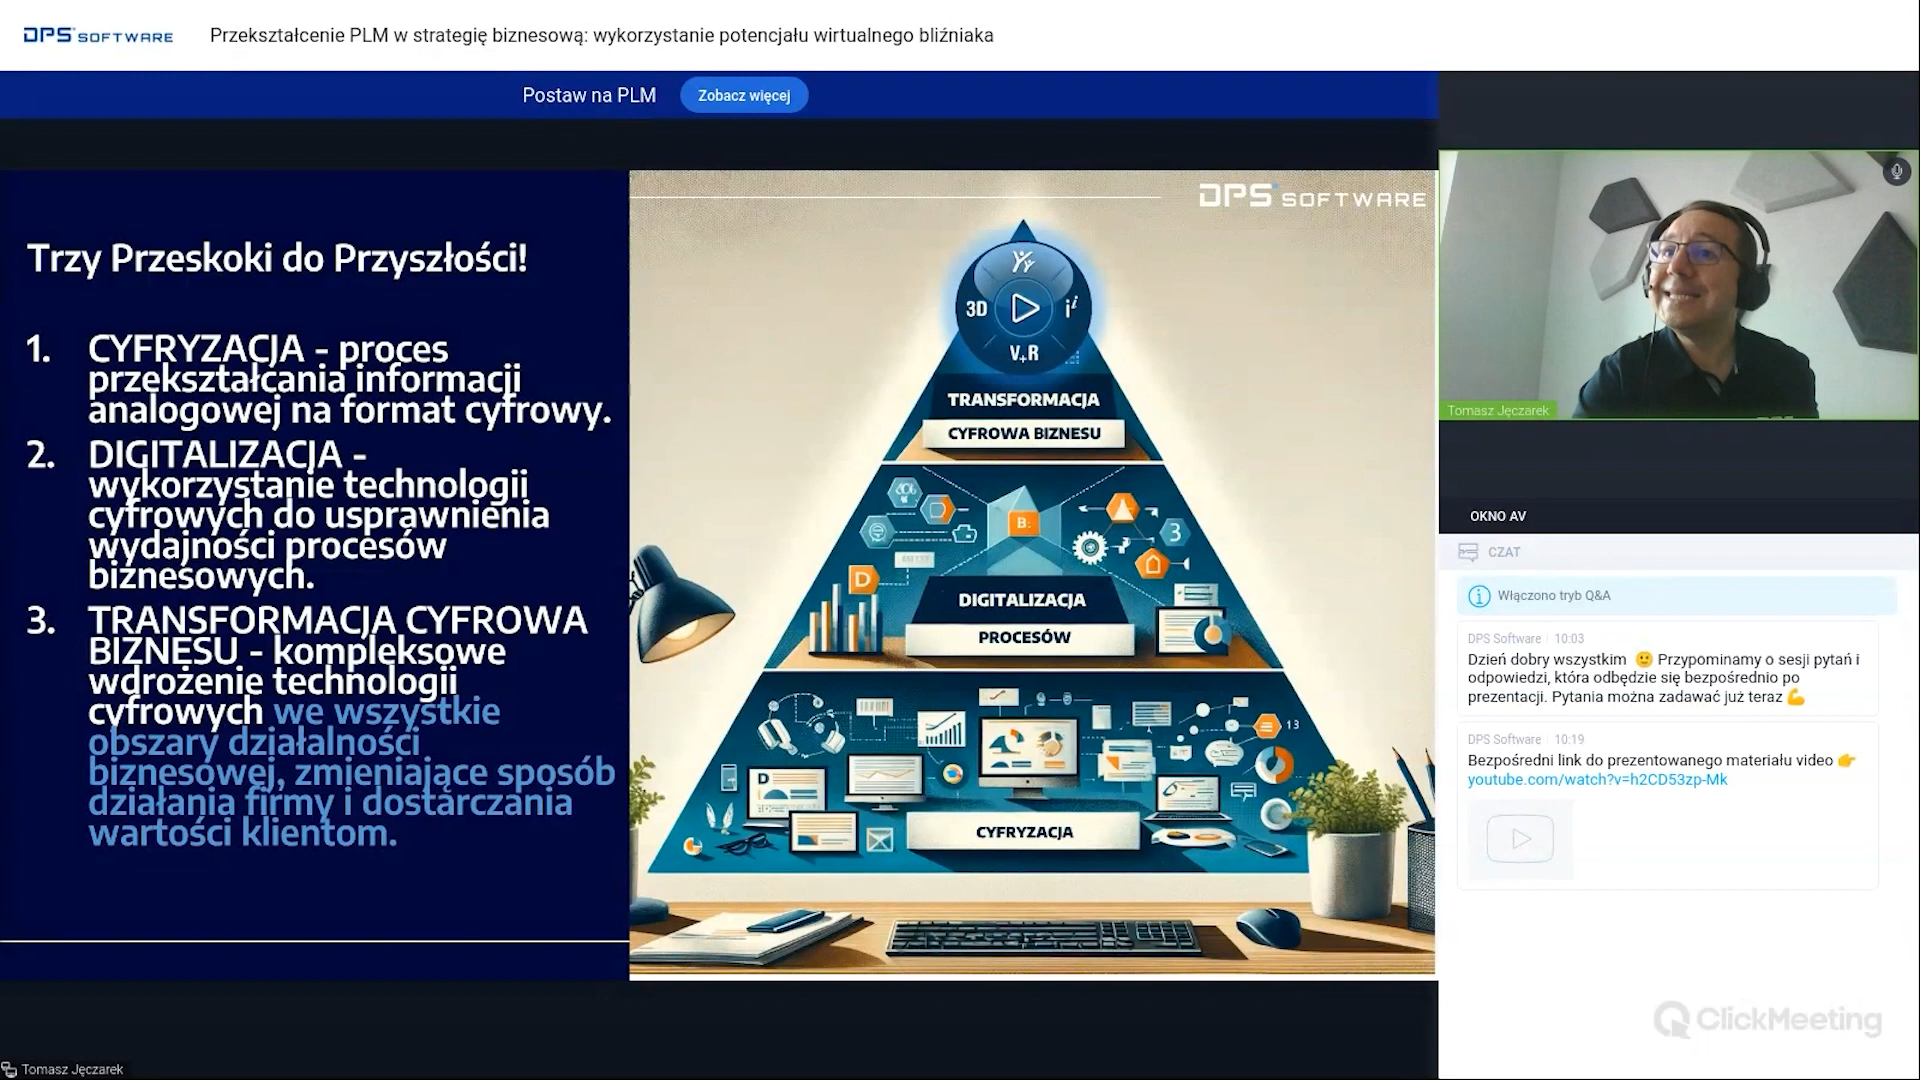 DPS SOFTWARE
Przekształcenie PLM w strategię biznesową: wykorzystanie potencjału wirtualnego bliźniaka
Postaw na PLM
Zobacz więcej
Trzy Przeskoki do Przyszłości!
1. CYFRYZACJA - proces
przekształcania informacji
analogowej na format cyfrowy.
2. DIGITALIZACJA -
wykorzystanie technologii
cyfrowych do usprawnienia
wydajności procesów
biznesowych.
3. TRANSFORMACJA CYFROWA
BIZNESU - kompleksowe
wdrożenie technologii
cyfrowych we wszystkie
obszary działalności
biznesowej, zmieniające sposób
działania firmy i dostarczania
wartości klientom.
DPS SOFTWARE
3D
V+R
TRANSFORMACJA
CYFROWA BIZNESU
B:
3
D
DIGITALIZACJA
PROCESÓW
13
D
CYFRYZACJA
Tomasz Jęczarek
OKNO AV
CZAT
Włączono tryb Q&A
DPS Software 10:03
Dzień dobry wszystkim 🙂 Przypominamy o sesji pytań i
odpowiedzi, która odbędzie się bezpośrednio po
prezentacji. Pytania można zadawać już teraz 💪
DPS Software 10:19
Bezpośredni link do prezentowanego materiału video 👉
youtube.com/watch?v=h2CD53zp-Mk
ClickMeeting
Tomasz Jęczarek